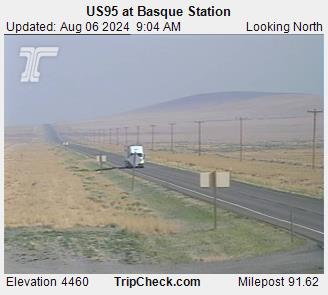 US95 at Basque Station
Updated: Aug 06 2024 9:04 AM Looking North
Elevation 4460 TripCheck.com Milepost 91.62